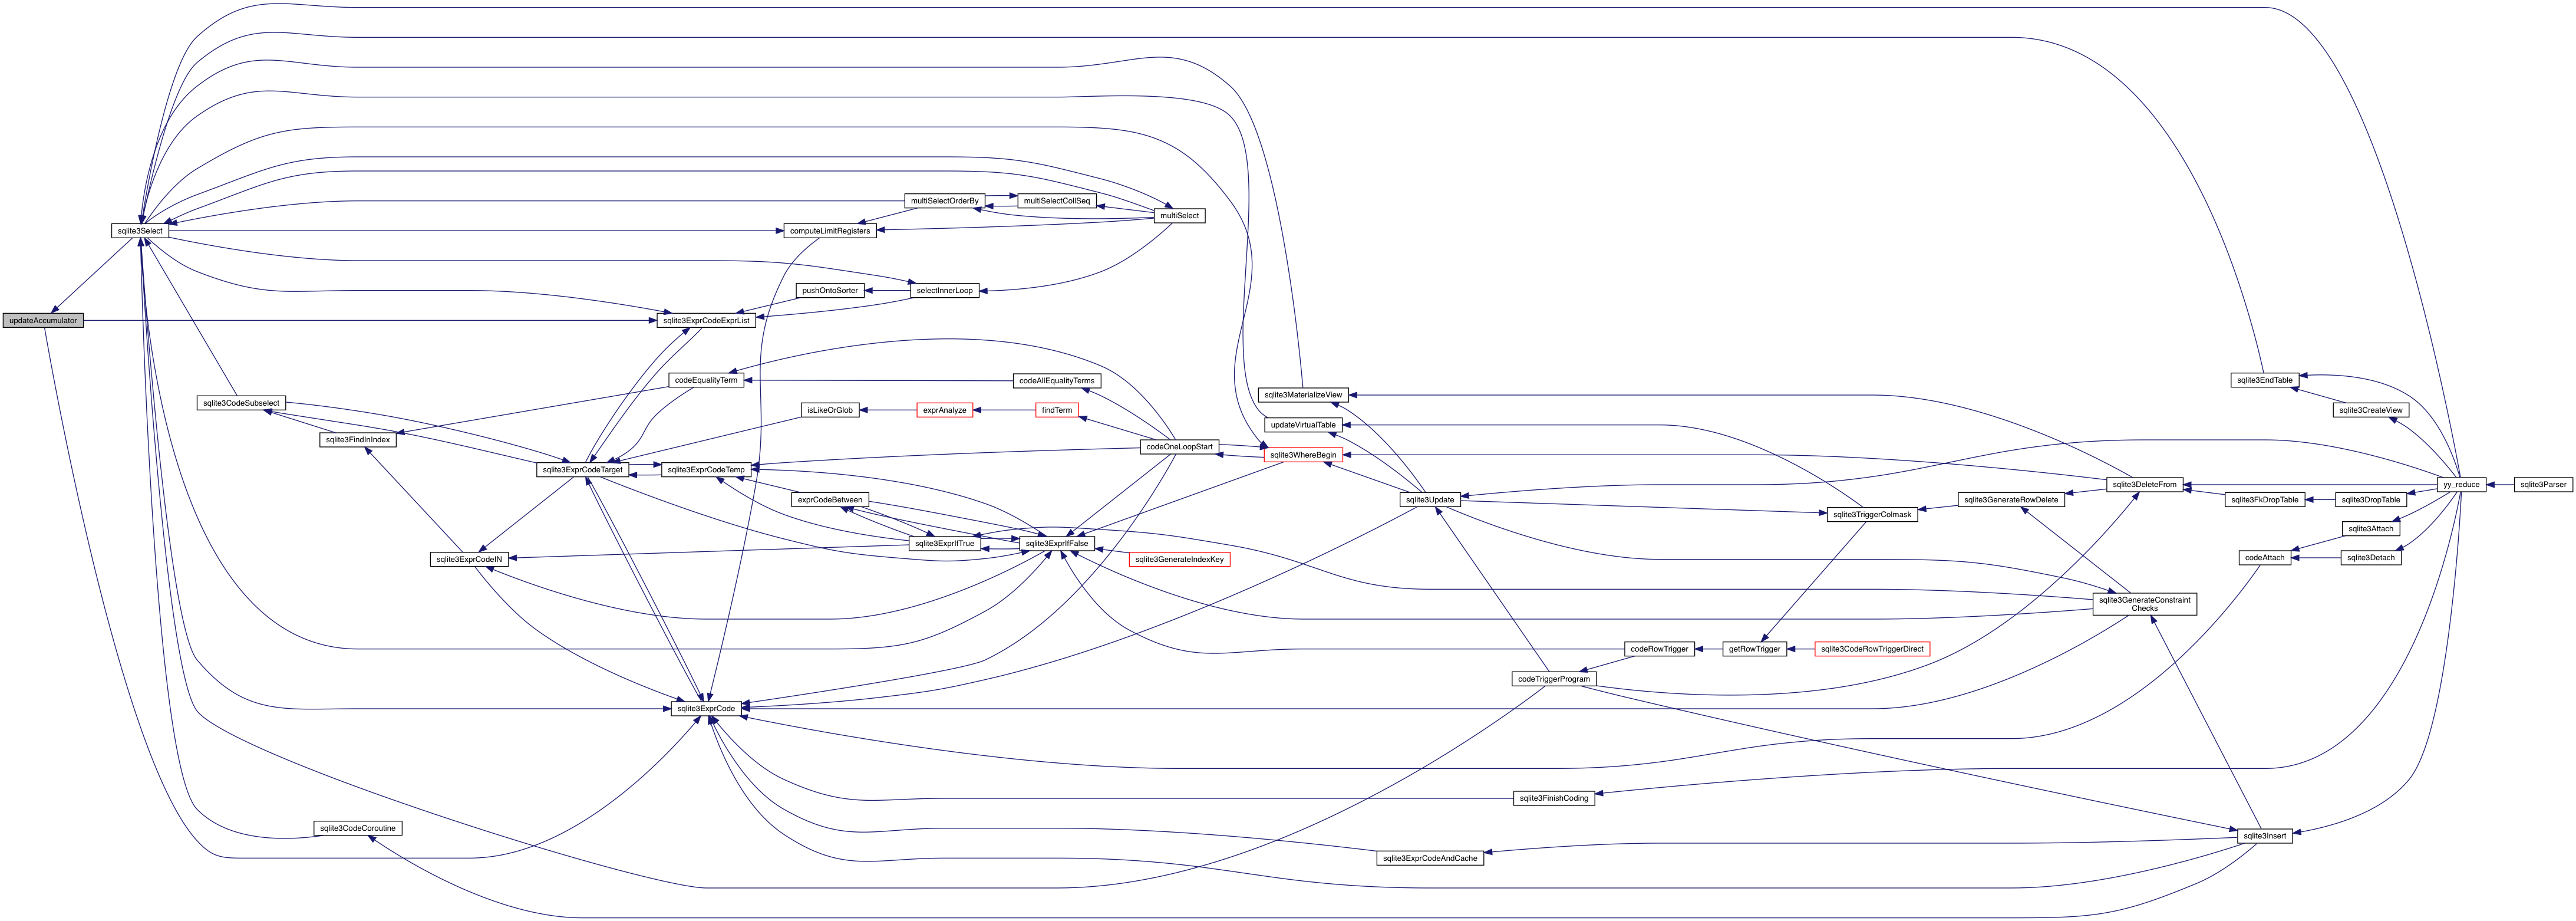 updateAccumulator
sqlite3Select
sqlite3CodeSubselect
sqlite3FindInIndex
sqlite3CodeCoroutine
sqlite3ExprCodeIN
sqlite3ExprCodeTarget
sqlite3ExprCodeExprList
codeEqualityTerm
sqlite3ExprCodeTemp
sqlite3ExprCode
computeLimitRegisters
pushOntoSorter
isLikeOrGlob
exprCodeBetween
multiSelectOrderBy
selectInnerLoop
exprAnalyze
sqlite3ExprIfTrue
multiSelectCollSeq
codeAllEqualityTerms
findTerm
sqlite3ExprIfFalse
multiSelect
codeOneLoopStart
sqlite3GenerateIndexKey
sqlite3MaterializeView
updateVirtualTable
sqlite3WhereBegin
sqlite3Update
sqlite3ExprCodeAndCache
codeTriggerProgram
sqlite3FinishCoding
codeRowTrigger
getRowTrigger
sqlite3TriggerColmask
sqlite3CodeRowTriggerDirect
sqlite3GenerateRowDelete
sqlite3DeleteFrom
sqlite3GenerateConstraint
Checks
sqlite3EndTable
sqlite3FkDropTable
codeAttach
sqlite3Insert
sqlite3CreateView
sqlite3DropTable
sqlite3Attach
sqlite3Detach
yy_reduce
sqlite3Parser